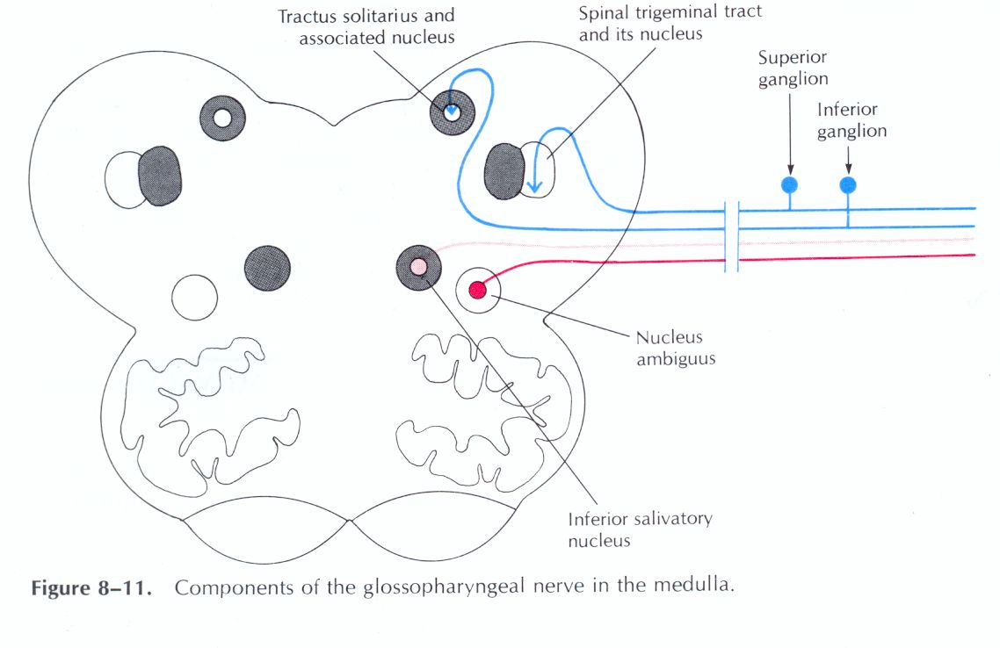 Tractus solitarius and
associated nucleus
Spinal trigeminal tract
and its nucleus
Superior
ganglion
Inferior
ganglion
Nucleus
ambiguus
Inferior salivatory
nucleus
Figure 8–11. Components of the glossopharyngeal nerve in the medulla.